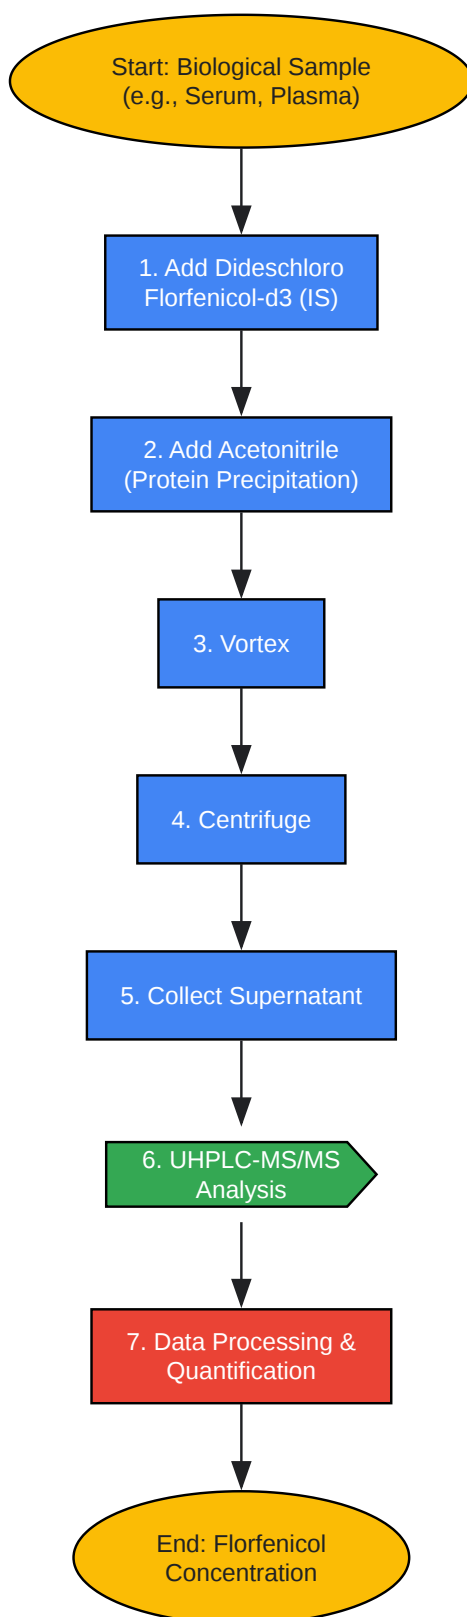 Start: Biological Sample
(e.g., Serum, Plasma)
1. Add Dideschloro
Florfenicol-d3 (IS)
2. Add Acetonitrile
(Protein Precipitation)
3. Vortex
4. Centrifuge
5. Collect Supernatant
6. UHPLC-MS/MS
Analysis
7. Data Processing &
Quantification
End: Florfenicol
Concentration